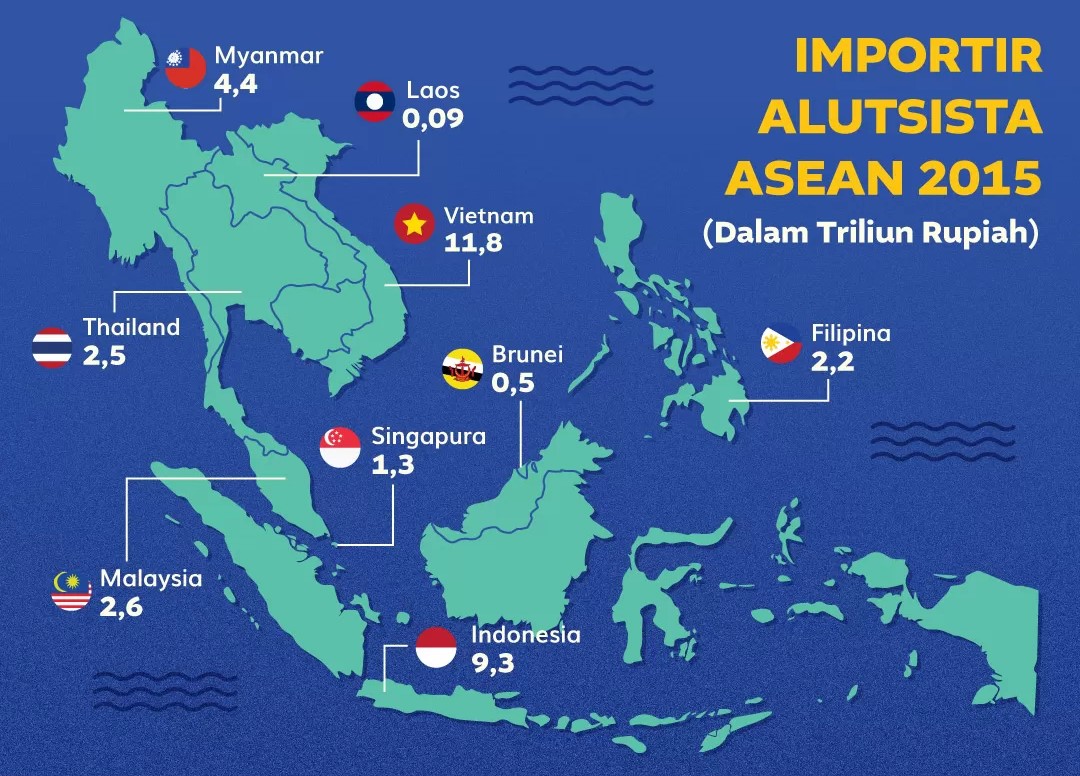 IMPORTIR
ALUTSISTA
ASEAN 2015
(Dalam Triliun Rupiah)
Myanmar
4,4
Laos
0,09
Vietnam
11,8
Thailand
2,5
Brunei
0,5
Filipina
2,2
Singapura
1,3
Malaysia
2,6
Indonesia
9,3